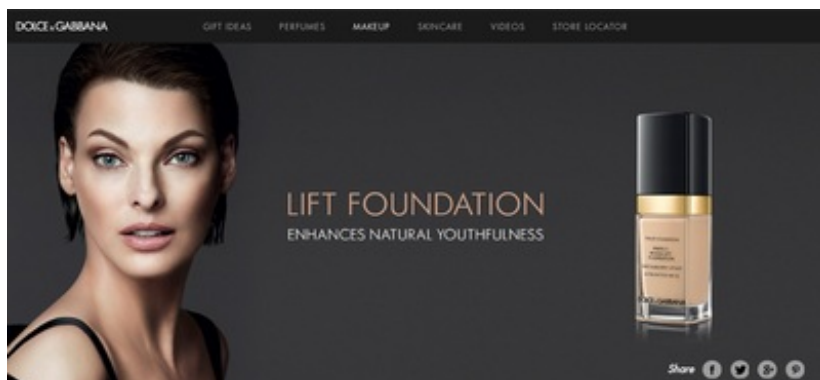 DOLCE & GABBANA
GIFT IDEAS PERFUMES MAKEUP SKINCARE VIDEOS STORE LOCATOR
LIFT FOUNDATION
ENHANCES NATURAL YOUTHFULNESS
DOLCE & GABBANA
Share